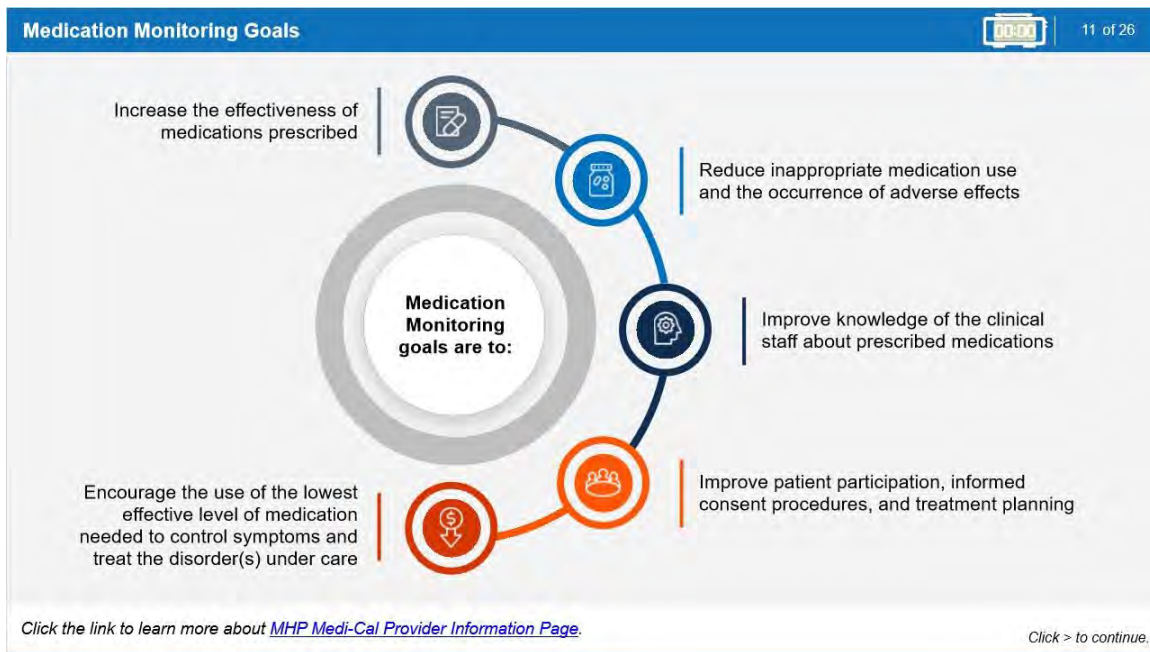 Medication Monitoring Goals
00:00
11 of 26
Increase the effectiveness of
medications prescribed
Reduce inappropriate medication use
and the occurrence of adverse effects
Medication
Monitoring
goals are to:
Improve knowledge of the clinical
staff about prescribed medications
Improve patient participation, informed
consent procedures, and treatment planning
Encourage the use of the lowest
effective level of medication
needed to control symptoms and
treat the disorder(s) under care
$
Click the link to learn more about MHP Medi-Cal Provider Information Page.
Click > to continue.